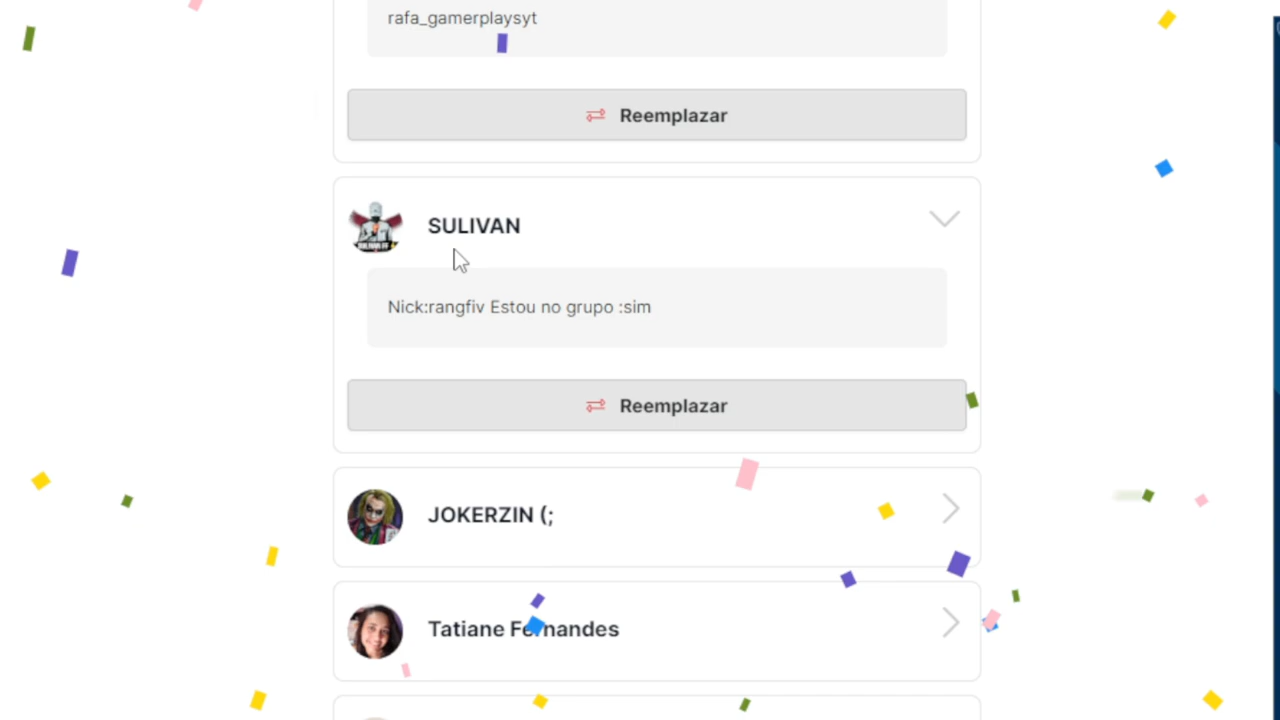 rafa_gamerplaysyt
Reemplazar
SULIVAN
Nick:rangfiv Estou no grupo :sim
Reemplazar
JOKERZIN (;
Tatiane Fernandes